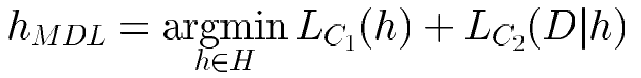 h_{MDL} = \underset{h \in H}{\operatorname{argmin}} L_{C_1}(h) + L_{C_2}(D|h)